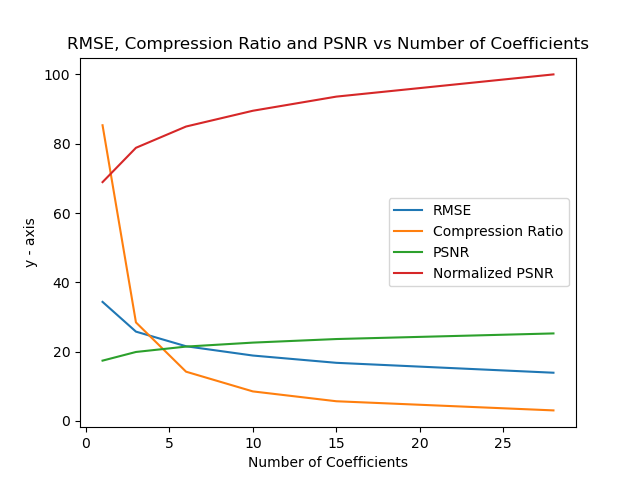 RMSE, Compression Ratio and PSNR vs Number of Coefficients
100
80
60
40
20
0
y - axis
RMSE
Compression Ratio
PSNR
Normalized PSNR
0 5 10 15 20 25
Number of Coefficients